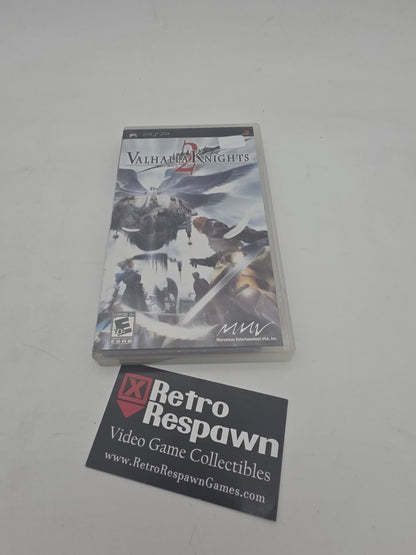 PSP
VALHALLA KNIGHTS
2
E
ESRB
MMV
Marvelous Entertainment USA, Inc.
Retro
Respawn
Video Game Collectibles
www.RetroRespawnGames.com